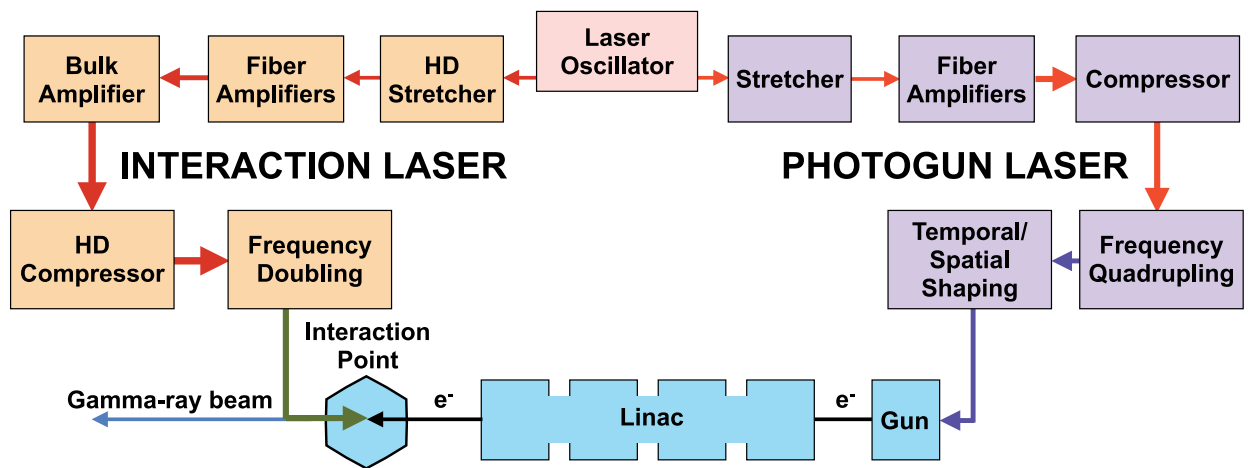 Laser
Oscillator
Bulk
Amplifier
Fiber
Amplifiers
HD
Stretcher
Stretcher
Fiber
Amplifiers
Compressor
INTERACTION LASER
PHOTOGUN LASER
HD
Compressor
Frequency
Doubling
Temporal/
Spatial
Shaping
Frequency
Quadrupling
Interaction
Point
Gamma-ray beam
e-
Linac
e-
Gun